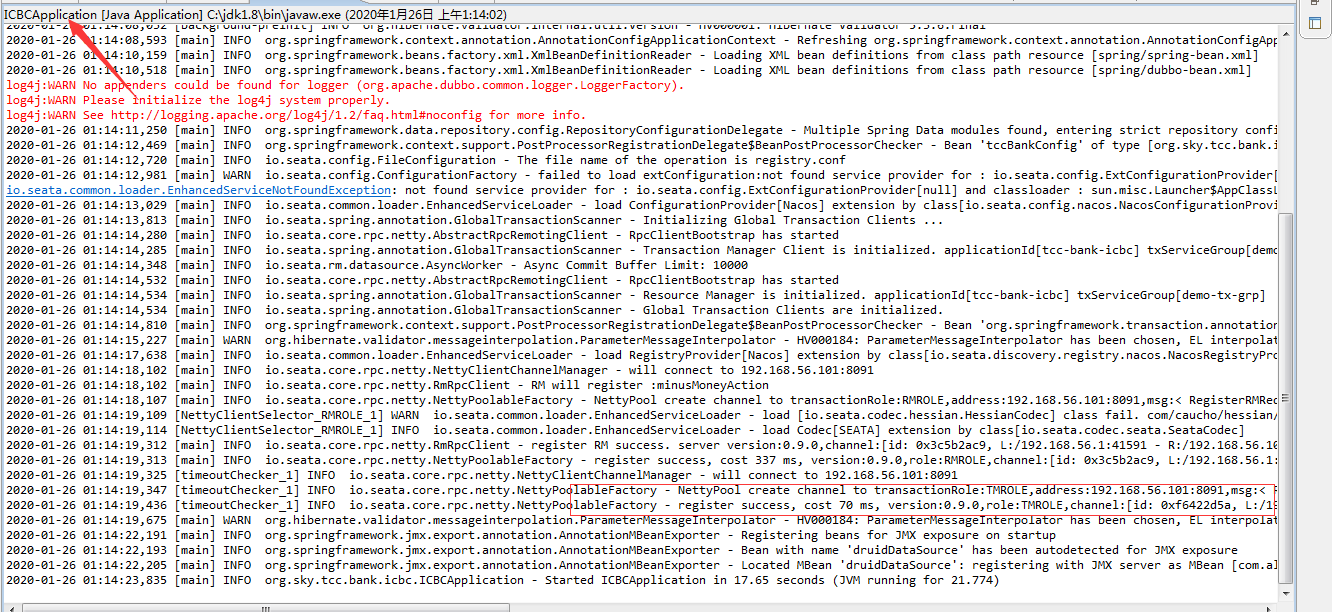 ICBCApplication [Java Application] C:\jdk1.8\bin\javaw.exe (2020年1月26日 上午1:14:02)
2020-01-26 01:14:08,593 [main] INFO  org.springframework.context.annotation.AnnotationConfigApplicationContext - Refreshing org.springframework.context.annotation.AnnotationConfigApp
2020-01-26 01:14:10,159 [main] INFO  org.springframework.beans.factory.xml.XmlBeanDefinitionReader - Loading XML bean definitions from class path resource [spring/spring-bean.xml]
2020-01-26 01:14:10,518 [main] INFO  org.springframework.beans.factory.xml.XmlBeanDefinitionReader - Loading XML bean definitions from class path resource [spring/dubbo-bean.xml]
log4j:WARN No appenders could be found for logger (org.apache.dubbo.common.logger.LoggerFactory).
log4j:WARN Please initialize the log4j system properly.
log4j:WARN See http://logging.apache.org/log4j/1.2/faq.html#noconfig for more info.
2020-01-26 01:14:11,250 [main] INFO  org.springframework.data.repository.config.RepositoryConfigurationDelegate - Multiple Spring Data modules found, entering strict repository confi
2020-01-26 01:14:12,469 [main] INFO  org.springframework.context.support.PostProcessorRegistrationDelegate$BeanPostProcessorChecker - Bean 'tccBankConfig' of type [org.sky.tcc.bank.i
2020-01-26 01:14:12,720 [main] INFO  io.seata.config.FileConfiguration - The file name of the operation is registry.conf
2020-01-26 01:14:12,981 [main] WARN  io.seata.config.ConfigurationFactory - failed to load extConfiguration:not found service provider for : io.seata.config.ExtConfigurationProvider[
io.seata.common.loader.EnhancedServiceNotFoundException: not found service provider for : io.seata.config.ExtConfigurationProvider[null] and classloader : sun.misc.Launcher$AppClassL
2020-01-26 01:14:13,029 [main] INFO  io.seata.common.loader.EnhancedServiceLoader - load ConfigurationProvider[Nacos] extension by class[io.seata.config.nacos.NacosConfigurationProvi
2020-01-26 01:14:13,813 [main] INFO  io.seata.spring.annotation.GlobalTransactionScanner - Initializing Global Transaction Clients ...
2020-01-26 01:14:14,280 [main] INFO  io.seata.core.rpc.netty.AbstractRpcRemotingClient - RpcClientBootstrap has started
2020-01-26 01:14:14,285 [main] INFO  io.seata.spring.annotation.GlobalTransactionScanner - Transaction Manager Client is initialized. applicationId[tcc-bank-icbc] txServiceGroup[demo
2020-01-26 01:14:14,348 [main] INFO  io.seata.rm.datasource.AsyncWorker - Async Commit Buffer Limit: 10000
2020-01-26 01:14:14,532 [main] INFO  io.seata.core.rpc.netty.AbstractRpcRemotingClient - RpcClientBootstrap has started
2020-01-26 01:14:14,534 [main] INFO  io.seata.spring.annotation.GlobalTransactionScanner - Resource Manager is initialized. applicationId[tcc-bank-icbc] txServiceGroup[demo-tx-grp]
2020-01-26 01:14:14,534 [main] INFO  io.seata.spring.annotation.GlobalTransactionScanner - Global Transaction Clients are initialized.
2020-01-26 01:14:14,810 [main] INFO  org.springframework.context.support.PostProcessorRegistrationDelegate$BeanPostProcessorChecker - Bean 'org.springframework.transaction.annotation
2020-01-26 01:14:15,227 [main] WARN  org.hibernate.validator.messageinterpolation.ParameterMessageInterpolator - HV000184: ParameterMessageInterpolator has been chosen, EL interpolat
2020-01-26 01:14:17,638 [main] INFO  io.seata.common.loader.EnhancedServiceLoader - load RegistryProvider[Nacos] extension by class[io.seata.discovery.registry.nacos.NacosRegistryPro
2020-01-26 01:14:18,102 [main] INFO  io.seata.core.rpc.netty.NettyClientChannelManager - will connect to 192.168.56.101:8091
2020-01-26 01:14:18,102 [main] INFO  io.seata.core.rpc.netty.RmRpcClient - RM will register :minusMoneyAction
2020-01-26 01:14:18,107 [main] INFO  io.seata.core.rpc.netty.NettyPoolableFactory - NettyPool create channel to transactionRole:RMROLE,address:192.168.56.101:8091,msg:< RegisterRMReq
2020-01-26 01:14:19,109 [NettyClientSelector_RMROLE_1] WARN  io.seata.common.loader.EnhancedServiceLoader - load [io.seata.codec.hessian.HessianCodec] class fail. com/caucho/hessian/
2020-01-26 01:14:19,114 [NettyClientSelector_RMROLE_1] INFO  io.seata.common.loader.EnhancedServiceLoader - load Codec[SEATA] extension by class[io.seata.codec.seata.SeataCodec]
2020-01-26 01:14:19,312 [main] INFO  io.seata.core.rpc.netty.RmRpcClient - register RM success. server version:0.9.0,channel:[id: 0x3c5b2ac9, L:/192.168.56.1:41591 - R:/192.168.56.10
2020-01-26 01:14:19,313 [main] INFO  io.seata.core.rpc.netty.NettyPoolableFactory - register success, cost 337 ms, version:0.9.0,role:RMROLE,channel:[id: 0x3c5b2ac9, L:/192.168.56.1:
2020-01-26 01:14:19,325 [timeoutChecker_1] INFO  io.seata.core.rpc.netty.NettyClientChannelManager - will connect to 192.168.56.101:8091
2020-01-26 01:14:19,347 [timeoutChecker_1] INFO  io.seata.core.rpc.netty.NettyPoolableFactory - NettyPool create channel to transactionRole:TMROLE,address:192.168.56.101:8091,msg:<
2020-01-26 01:14:19,436 [timeoutChecker_1] INFO  io.seata.core.rpc.netty.NettyPoolableFactory - register success, cost 70 ms, version:0.9.0,role:TMROLE,channel:[id: 0xf6422d5a, L:/1
2020-01-26 01:14:19,675 [main] WARN  org.hibernate.validator.messageinterpolation.ParameterMessageInterpolator - HV000184: ParameterMessageInterpolator has been chosen, EL interpolat
2020-01-26 01:14:22,191 [main] INFO  org.springframework.jmx.export.annotation.AnnotationMBeanExporter - Registering beans for JMX exposure on startup
2020-01-26 01:14:22,193 [main] INFO  org.springframework.jmx.export.annotation.AnnotationMBeanExporter - Bean with name 'druidDataSource' has been autodetected for JMX exposure
2020-01-26 01:14:22,205 [main] INFO  org.springframework.jmx.export.annotation.AnnotationMBeanExporter - Located MBean 'druidDataSource': registering with JMX server as MBean [com.al
2020-01-26 01:14:23,835 [main] INFO  org.sky.tcc.bank.icbc.ICBCApplication - Started ICBCApplication in 17.65 seconds (JVM running for 21.774)